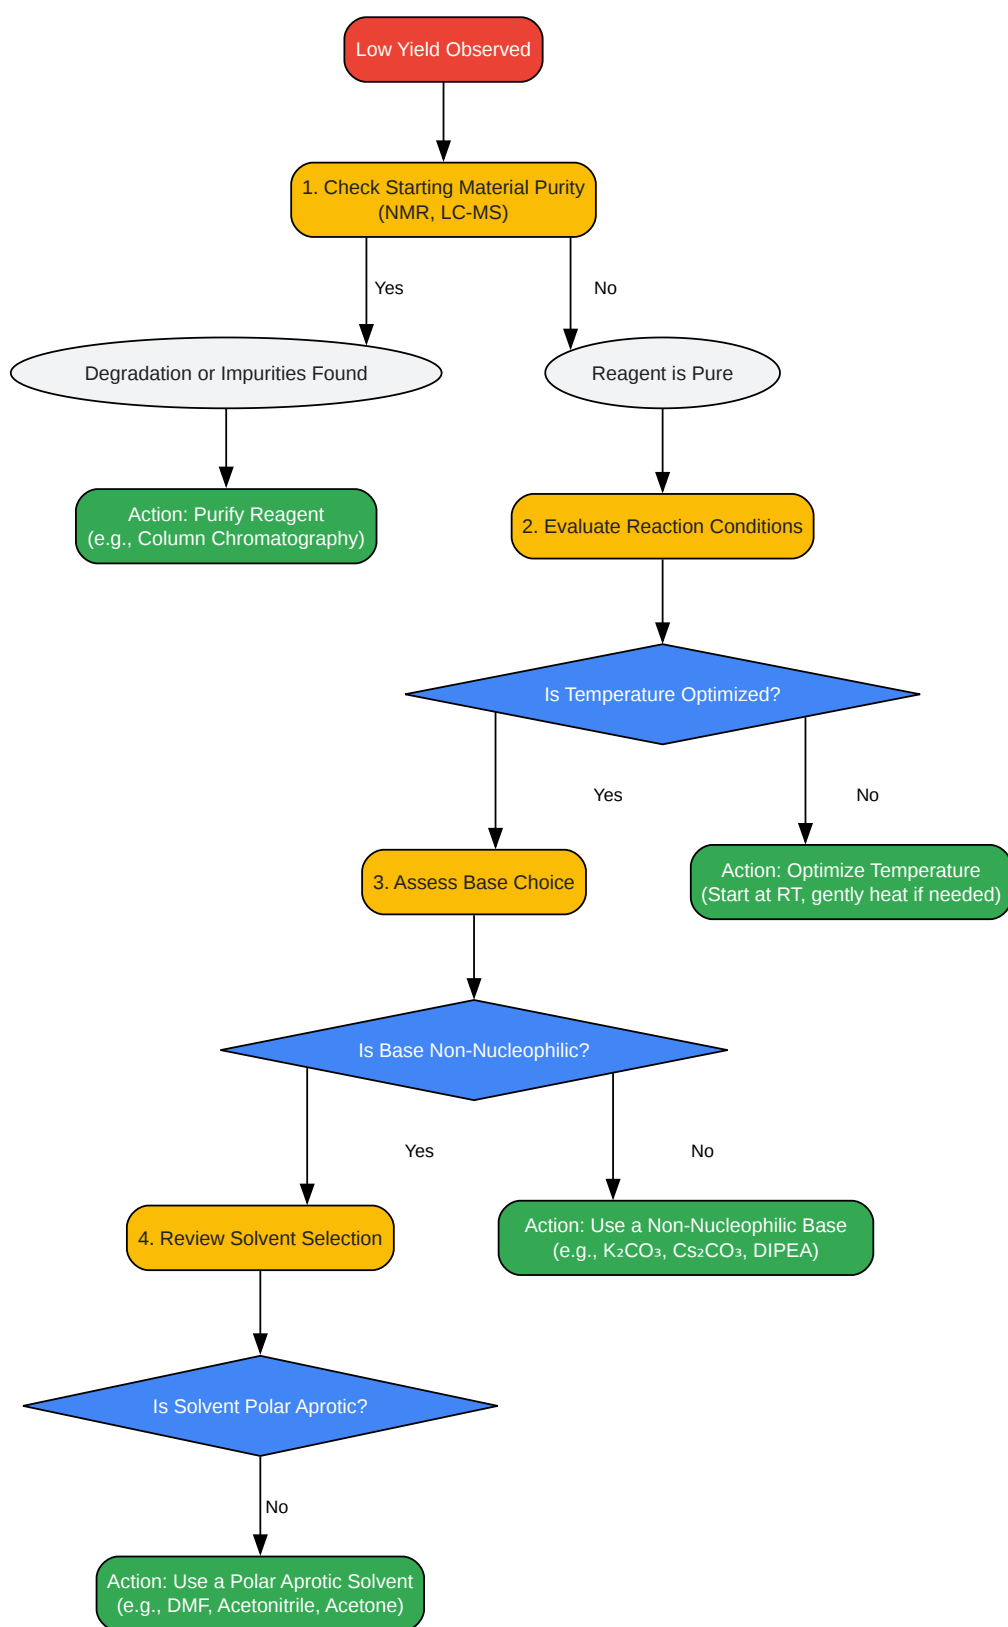 Low Yield Observed
1. Check Starting Material Purity
(NMR, LC-MS)
Yes
No
Degradation or Impurities Found
Reagent is Pure
Action: Purify Reagent
(e.g., Column Chromatography)
2. Evaluate Reaction Conditions
Is Temperature Optimized?
Yes
No
3. Assess Base Choice
Action: Optimize Temperature
(Start at RT, gently heat if needed)
Is Base Non-Nucleophilic?
Yes
No
4. Review Solvent Selection
Action: Use a Non-Nucleophilic Base
(e.g., K₂CO₃, Cs₂CO₃, DIPEA)
Is Solvent Polar Aprotic?
No
Action: Use a Polar Aprotic Solvent
(e.g., DMF, Acetonitrile, Acetone)